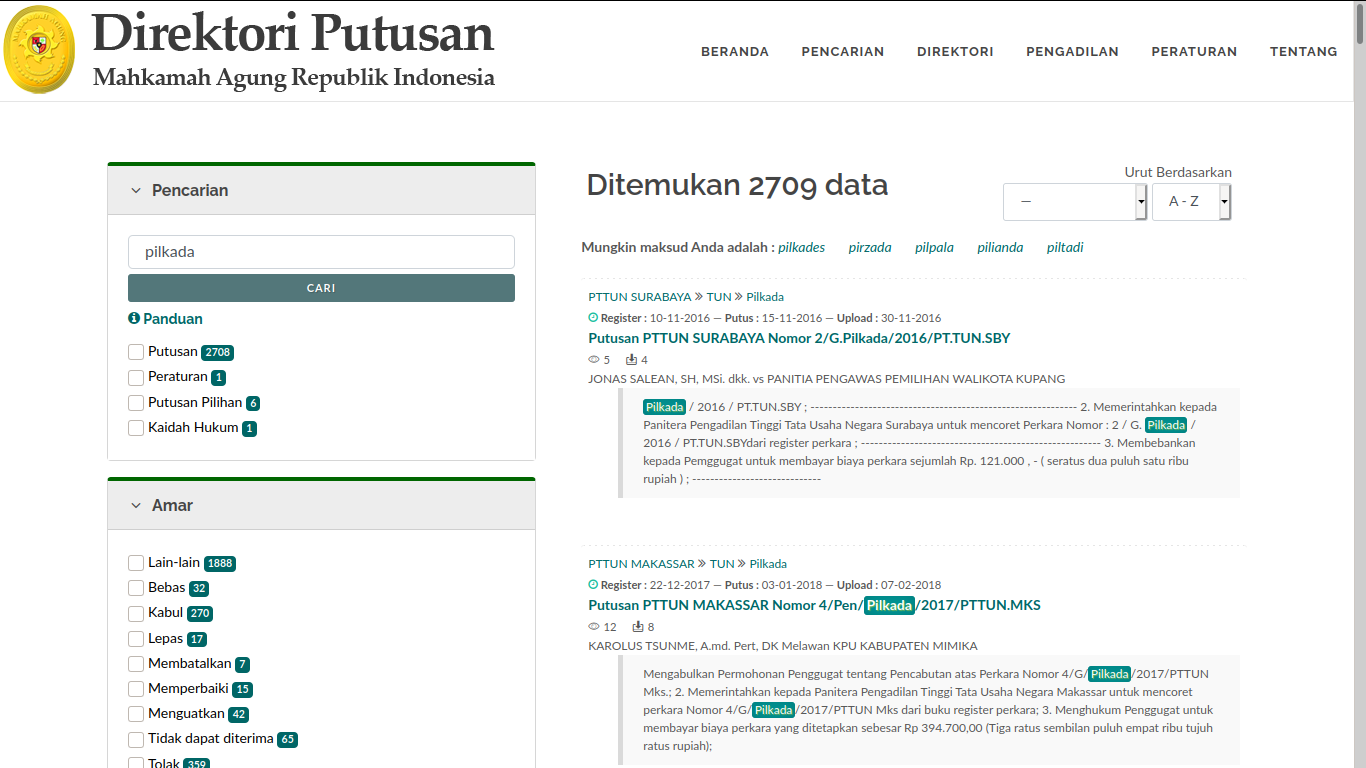 Direktori Putusan
Mahkamah Agung Republik Indonesia
BERANDA PENCARIAN DIREKTORI PENGADILAN PERATURAN TENTANG
Pencarian
pilkada
CARI
Panduan
Putusan 2708
Peraturan 1
Putusan Pilihan 6
Kaidah Hukum 1
Amar
Lain-lain 1888
Bebas 32
Kabul 270
Lepas 17
Membatalkan 7
Memperbaiki 15
Menguatkan 42
Tidak dapat diterima 65
Tolak 359
Ditemukan 2709 data
Urut Berdasarkan
— A - Z
Mungkin maksud Anda adalah : pilkades pirzada pilpala pilianda piltadi
PTTUN SURABAYA » TUN » Pilkada
Register : 10-11-2016 — Putus : 15-11-2016 — Upload : 30-11-2016
Putusan PTTUN SURABAYA Nomor 2/G.Pilkada/2016/PT.TUN.SBY
5 4
JONAS SALEAN, SH, MSi. dkk. vs PANITIA PENGAWAS PEMILIHAN WALIKOTA KUPANG
Pilkada / 2016 / PT.TUN.SBY ; ------------------------------------------------------------ 2. Memerintahkan kepada
Panitera Pengadilan Tinggi Tata Usaha Negara Surabaya untuk mencoret Perkara Nomor : 2 / G. Pilkada /
2016 / PT.TUN.SBYdari register perkara ; ------------------------------------------------------ 3. Membebankan
kepada Pemggugat untuk membayar biaya perkara sejumlah Rp. 121.000 , - ( seratus dua puluh satu ribu
rupiah ) ; -----------------------------
PTTUN MAKASSAR » TUN » Pilkada
Register : 22-12-2017 — Putus : 03-01-2018 — Upload : 07-02-2018
Putusan PTTUN MAKASSAR Nomor 4/Pen/Pilkada/2017/PTTUN.MKS
12 8
KAROLUS TSUNME, A.md. Pert, DK Melawan KPU KABUPATEN MIMIKA
Mengabulkan Permohonan Penggugat tentang Pencabutan atas Perkara Nomor 4/G/Pilkada/2017/PTTUN
Mks.; 2. Memerintahkan kepada Panitera Pengadilan Tinggi Tata Usaha Negara Makassar untuk mencoret
perkara Nomor 4/G/Pilkada/2017/PTTUN Mks dari buku register perkara; 3. Menghukum Penggugat untuk
membayar biaya perkara yang ditetapkan sebesar Rp 394.700,00 (Tiga ratus sembilan puluh empat ribu tujuh
ratus rupiah);